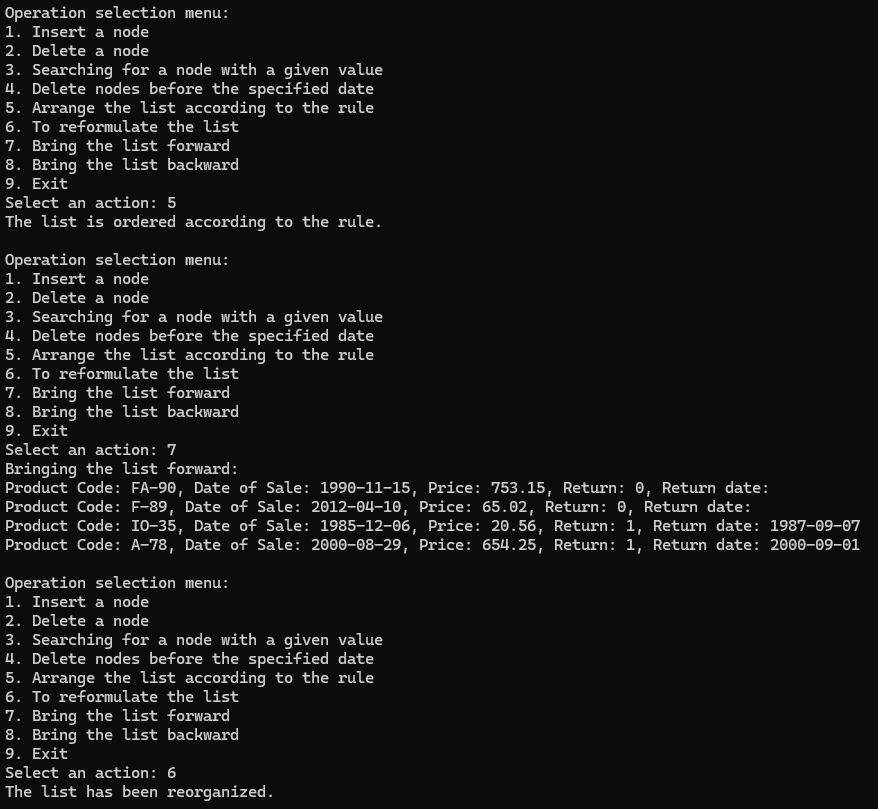 Operation selection menu:
1. Insert a node
2. Delete a node
3. Searching for a node with a given value
4. Delete nodes before the specified date
5. Arrange the list according to the rule
6. To reformulate the list
7. Bring the list forward
8. Bring the list backward
9. Exit
Select an action: 5
The list is ordered according to the rule.

Operation selection menu:
1. Insert a node
2. Delete a node
3. Searching for a node with a given value
4. Delete nodes before the specified date
5. Arrange the list according to the rule
6. To reformulate the list
7. Bring the list forward
8. Bring the list backward
9. Exit
Select an action: 7
Bringing the list forward:
Product Code: FA-90, Date of Sale: 1990-11-15, Price: 753.15, Return: 0, Return date:
Product Code: F-89, Date of Sale: 2012-04-10, Price: 65.02, Return: 0, Return date:
Product Code: IO-35, Date of Sale: 1985-12-06, Price: 20.56, Return: 1, Return date: 1987-09-07
Product Code: A-78, Date of Sale: 2000-08-29, Price: 654.25, Return: 1, Return date: 2000-09-01

Operation selection menu:
1. Insert a node
2. Delete a node
3. Searching for a node with a given value
4. Delete nodes before the specified date
5. Arrange the list according to the rule
6. To reformulate the list
7. Bring the list forward
8. Bring the list backward
9. Exit
Select an action: 6
The list has been reorganized.